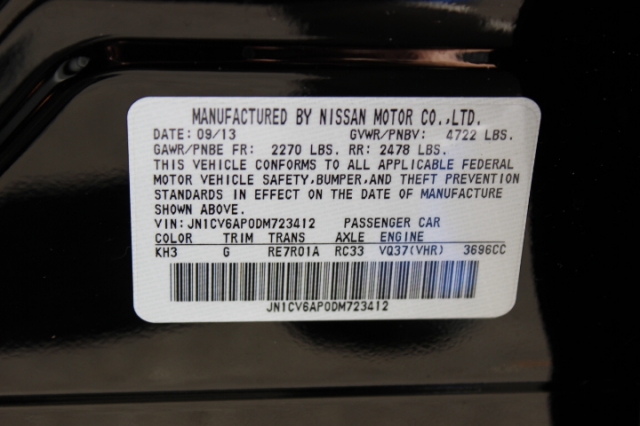 MANUFACTURED BY NISSAN MOTOR CO.,LTD.
DATE: 09/13 GVWR/PNBV: 4722 LBS.
GAWR/PNBE FR: 2270 LBS. RR: 2478 LBS.
THIS VEHICLE CONFORMS TO ALL APPLICABLE FEDERAL
MOTOR VEHICLE SAFETY,BUMPER,AND THEFT PREVENTION
STANDARDS IN EFFECT ON THE DATE OF MANUFACTURE
SHOWN ABOVE.
VIN: JN1CV6AP0DM723412 PASSENGER CAR
COLOR TRIM TRANS AXLE ENGINE
KH3 G RE7R01A RC33 VQ37(VHR) 3696CC
JN1CV6AP0DM723412